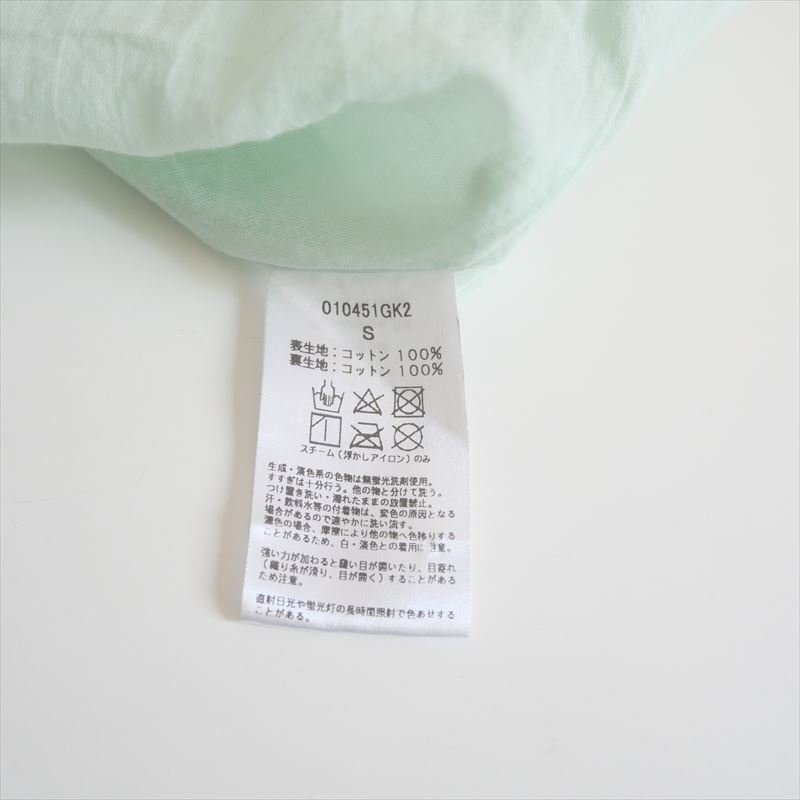 010451GK2
S
表生地：コットン 100%
裏生地：コットン 100%
スチーム（浮かしアイロン）のみ
生成・淡色系の色物は無蛍光洗剤使用。
すすぎは十分行う。他の物と分けて洗う。
つけ置き洗い・濡れたままの放置禁止。
汗・飲料水等の付着物は、変色の原因となる
場合があるので速やかに洗い流す。
濃色の場合、摩擦により他の物へ色移りする
ことがあるため、白・淡色との着用に注意。
強い力が加わると縫い目が開いたり、目寄れ
（織り糸が滑り、目が開く）することがある
ため注意。
直射日光や蛍光灯の長時間照射で色あせする
ことがある。